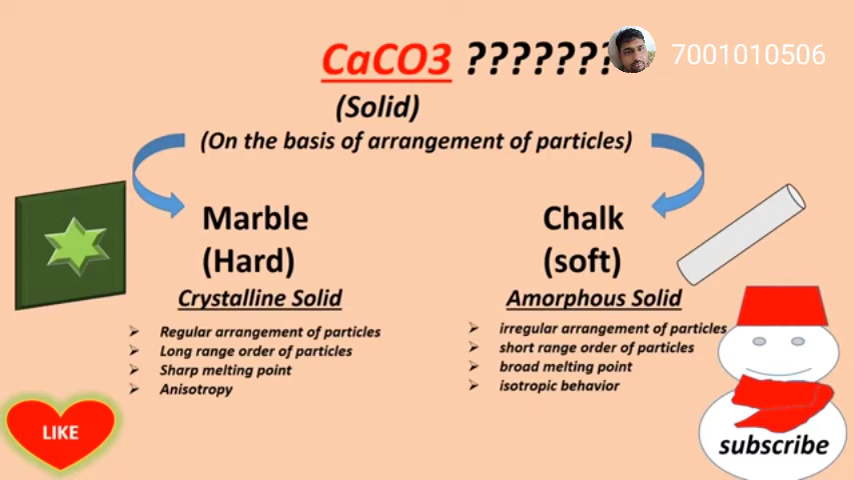 CaCO3 ???????
7001010506
(Solid)
(On the basis of arrangement of particles)
Marble
(Hard)
Crystalline Solid
Regular arrangement of particles
Long range order of particles
Sharp melting point
Anisotropy
Chalk
(soft)
Amorphous Solid
irregular arrangement of particles
short range order of particles
broad melting point
isotropic behavior
LIKE
subscribe